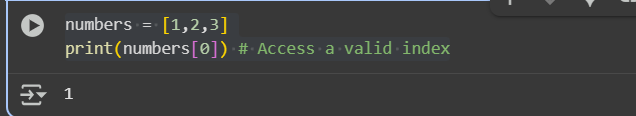 numbers = [1,2,3]
print(numbers[0]) # Access a valid index
1